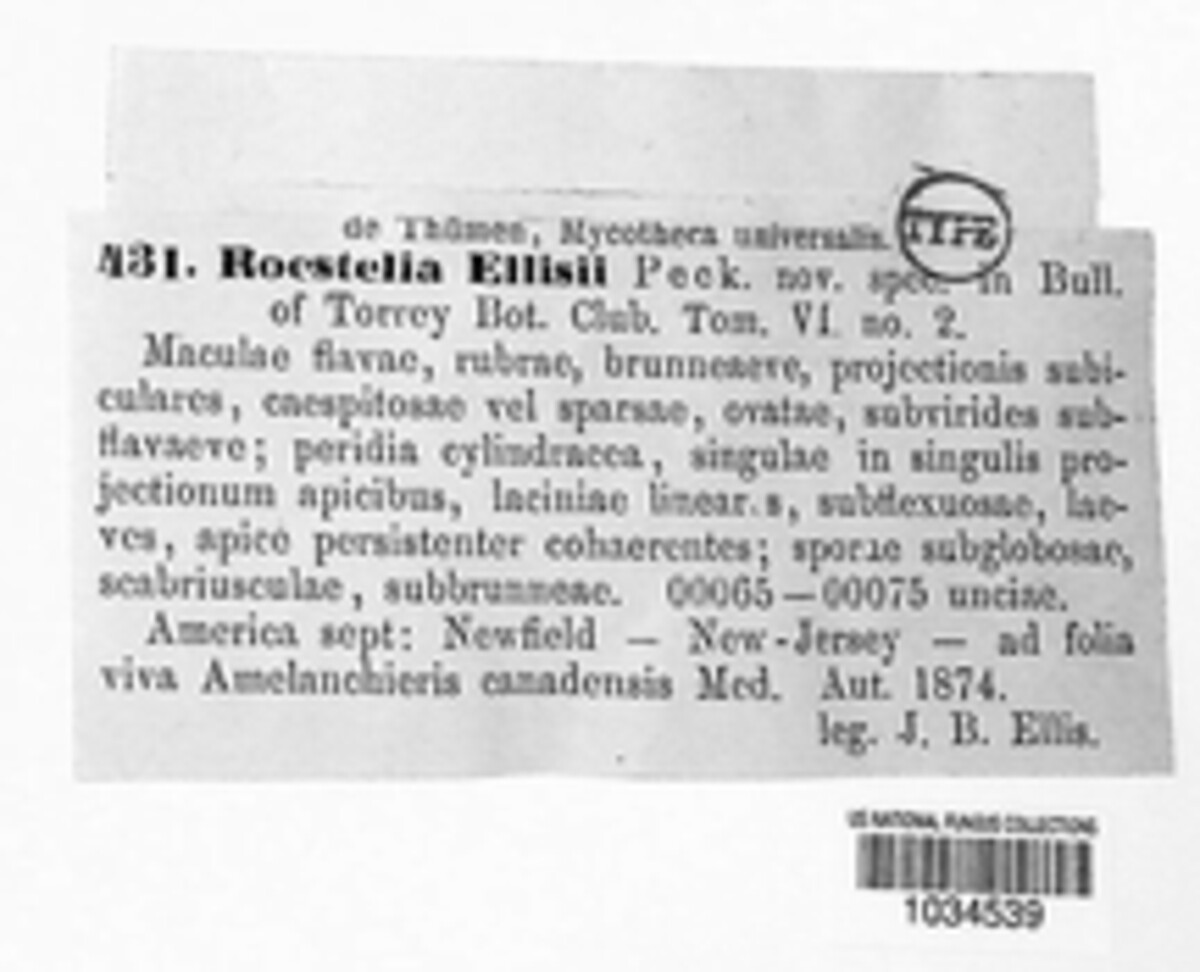 de Thümen, Mycotheca universalis.
TYPE
431. Roestelia Ellisii Peck. nov. spec. in Bull.
of Torrey Bot. Club. Tom. VI. no. 2.
Maculae flavae, rubrae, brunneaeve, projectionis subi-
culares, caespitosae vel sparsae, ovatae, subvirides sub-
flavaeve; peridia cylindracea, singulae in singulis pro-
jectionum apicibus, laciniae linear.s, subflexuosae, lae-
ves, apice persistenter cohaerentes; sporae subglobosae,
scabriusculae, subbrunneae. 00065—00075 unciae.
America sept: Newfield — New-Jersey — ad folia
viva Amelanchieris canadensis Med. Aut. 1874.
leg. J. B. Ellis.
US NATIONAL FUNGUS COLLECTIONS
1034539